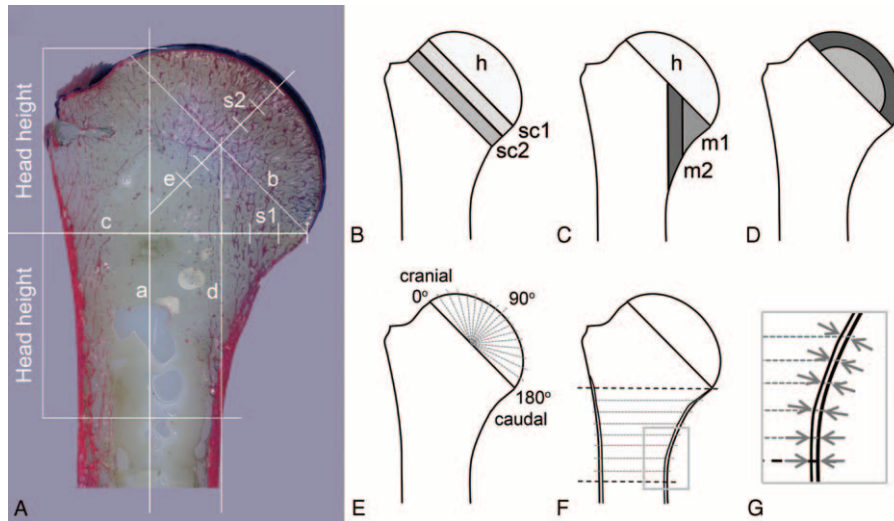 Head height
Head height
s2
e
b
s1
c
a
d
A
h
sc1
sc2
B
h
m1
m2
C
D
cranial
0°
90°
180°
caudal
E
F
G